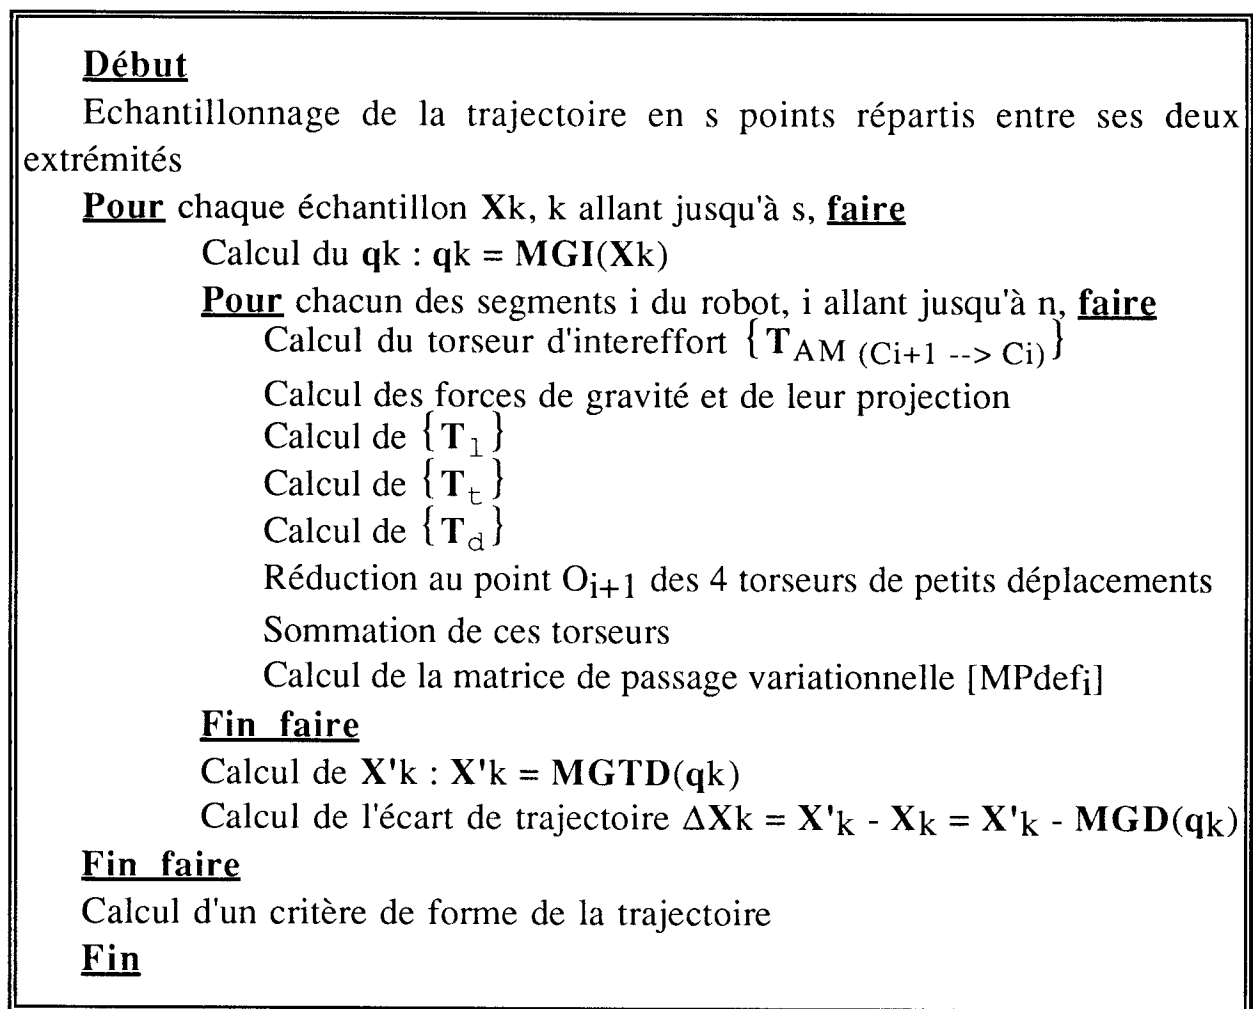 Début
Echantillonnage de la trajectoire en s points répartis entre ses deux
extrémités
Pour chaque échantillon Xk, k allant jusqu'à s, faire
Calcul du qk : qk = MGI(Xk)
Pour chacun des segments i du robot, i allant jusqu'à n, faire
Calcul du torseur d'intereffort {T AM (Ci+1 --> Ci)}
Calcul des forces de gravité et de leur projection
Calcul de {T l}
Calcul de {T t}
Calcul de {T d}
Réduction au point Oi+1 des 4 torseurs de petits déplacements
Sommation de ces torseurs
Calcul de la matrice de passage variationnelle [MPdefi]
Fin faire
Calcul de X'k : X'k = MGTD(qk)
Calcul de l'écart de trajectoire ΔXk = X'k - Xk = X'k - MGD(qk)
Fin faire
Calcul d'un critère de forme de la trajectoire
Fin